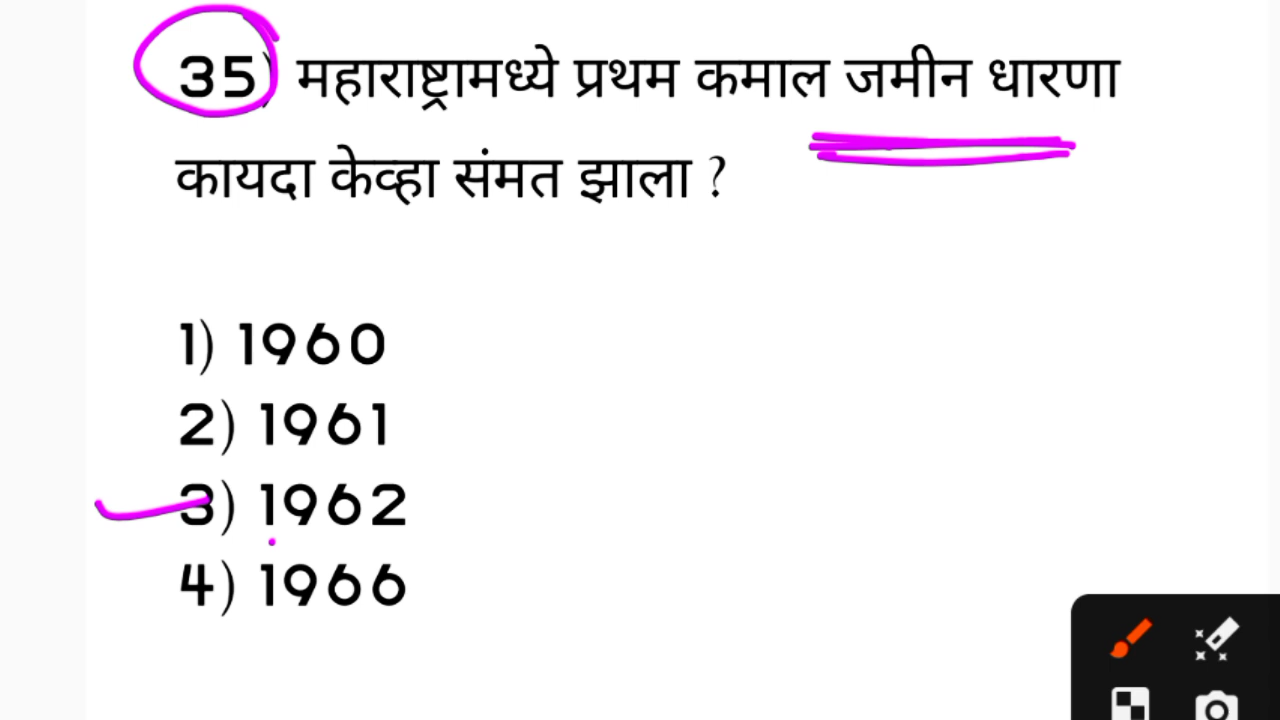 35) महाराष्ट्रामध्ये प्रथम कमाल जमीन धारणा
कायदा केव्हा संमत झाला ?
1) 1960
2) 1961
3) 1962
4) 1966